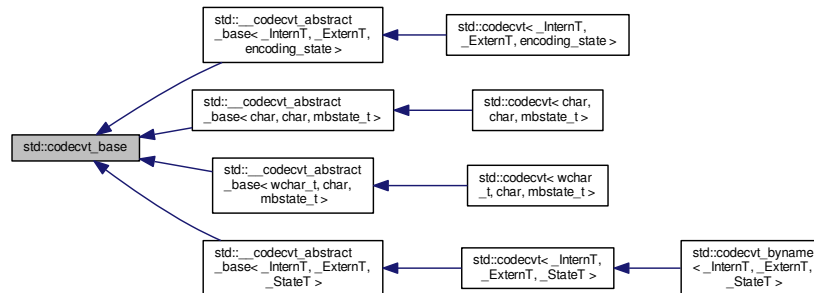 std::__codecvt_abstract
_base< _InternT, _ExternT,
encoding_state >
std::codecvt< _InternT,
_ExternT, encoding_state >
std::__codecvt_abstract
_base< char, char, mbstate_t >
std::codecvt< char,
char, mbstate_t >
std::codecvt_base
std::__codecvt_abstract
_base< wchar_t, char,
mbstate_t >
std::codecvt< wchar
_t, char, mbstate_t >
std::__codecvt_abstract
_base< _InternT, _ExternT,
_StateT >
std::codecvt< _InternT,
_ExternT, _StateT >
std::codecvt_byname
< _InternT, _ExternT,
_StateT >